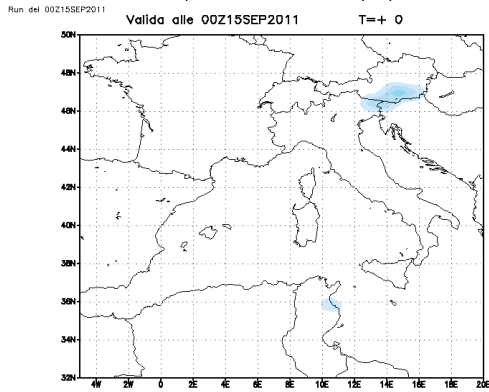 Run del 00Z15SEP2011
Valida alle 00Z15SEP2011 T=+ 0
50N
48N
46N
44N
42N
40N
38N
36N
34N
32N
4W 2W 0 2E 4E 6E 8E 10E 12E 14E 16E 18E 20E